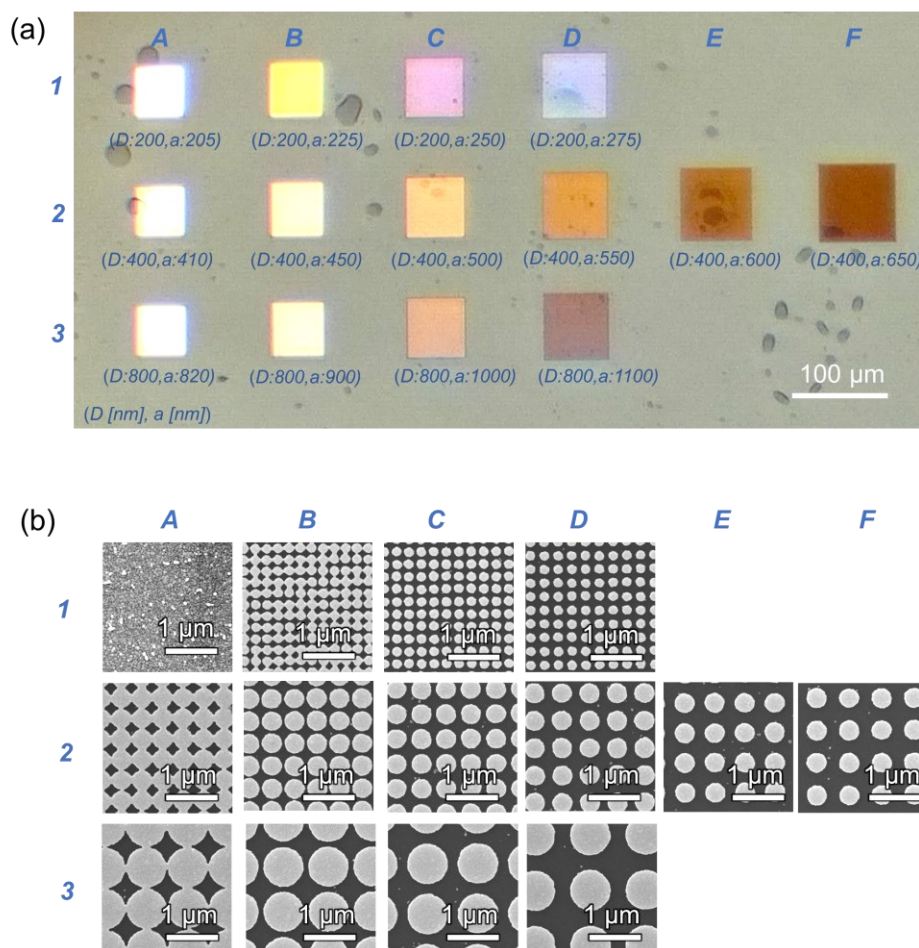 (a)
A B C D E F
1
(D:200,a:205) (D:200,a:225) (D:200,a:250) (D:200,a:275)
2
(D:400,a:410) (D:400,a:450) (D:400,a:500) (D:400,a:550) (D:400,a:600) (D:400,a:650)
3
(D:800,a:820) (D:800,a:900) (D:800,a:1000) (D:800,a:1100)
100 μm
(D [nm], a [nm])
(b)
A B C D E F
1
1 μm 1 μm 1 μm 1 μm
2
1 μm 1 μm 1 μm 1 μm 1 μm 1 μm
3
1 μm 1 μm 1 μm 1 μm